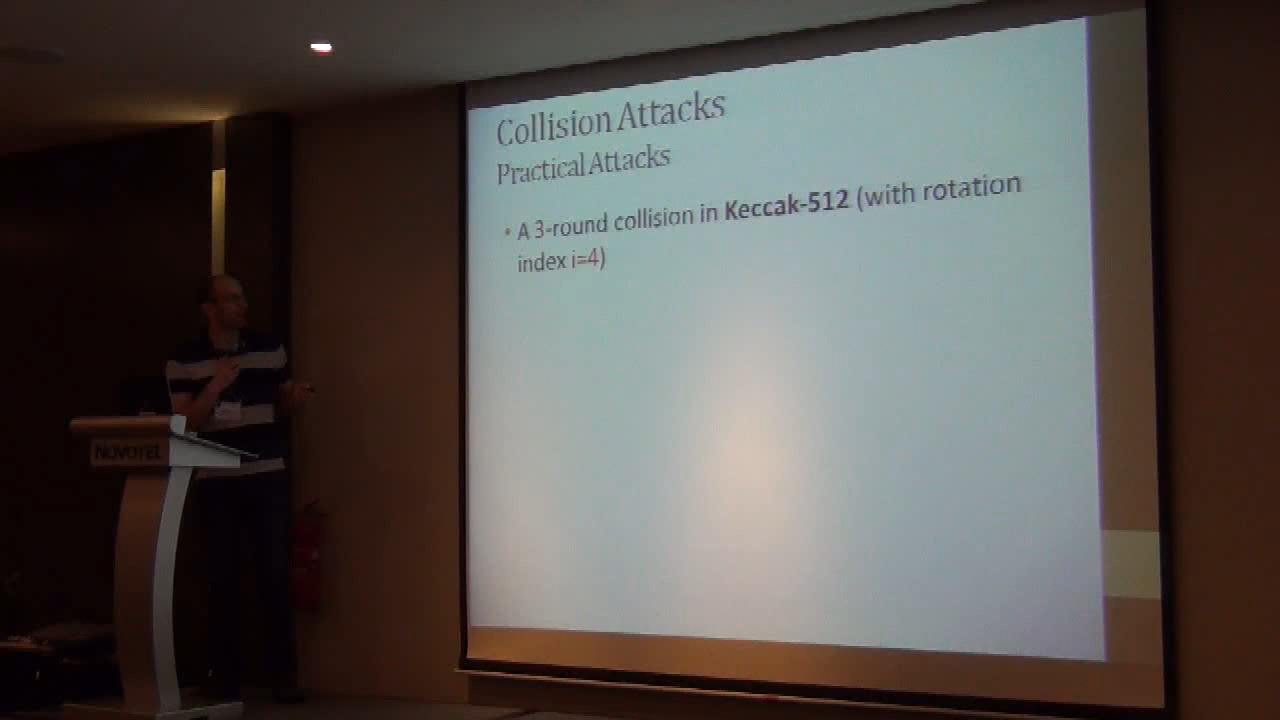 Collision Attacks
Practical Attacks
• A 3-round collision in Keccak-512 (with rotation
index i=4)
NOVOTEL